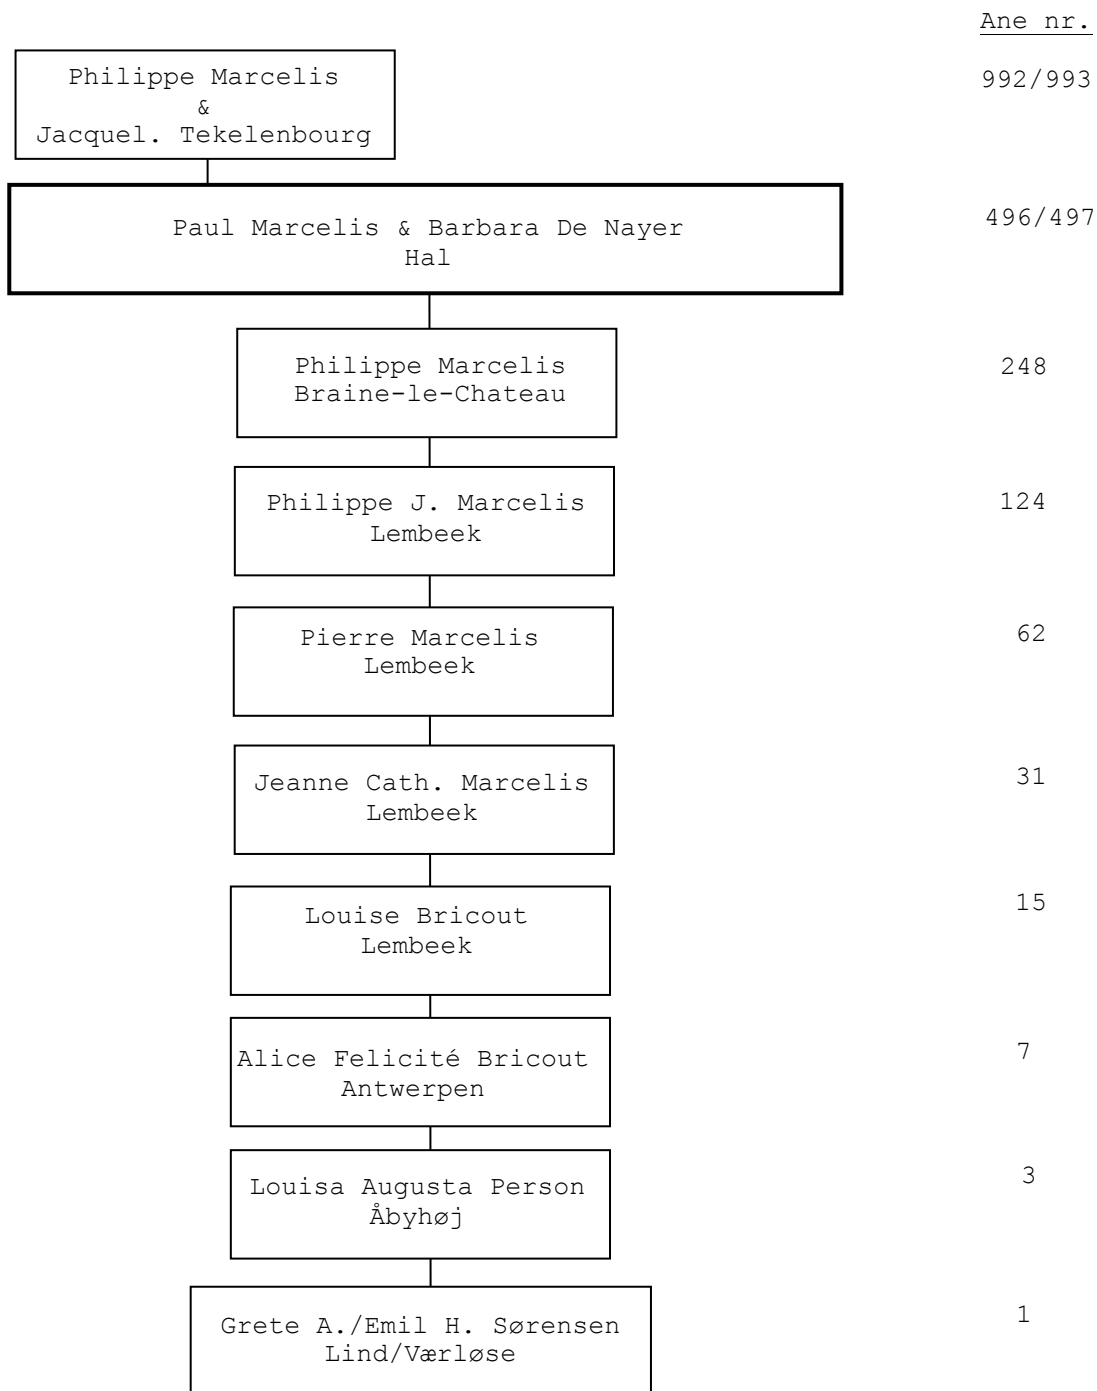 Ane nr.
Philippe Marcelis
&
Jacquel. Tekelenbourg
992/993
Paul Marcelis & Barbara De Nayer
Hal
496/497
Philippe Marcelis
Braine-le-Chateau
248
Philippe J. Marcelis
Lembeek
124
Pierre Marcelis
Lembeek
62
Jeanne Cath. Marcelis
Lembeek
31
Louise Bricout
Lembeek
15
Alice Felicité Bricout
Antwerpen
7
Louisa Augusta Person
Åbyhøj
3
Grete A./Emil H. Sørensen
Lind/Værløse
1